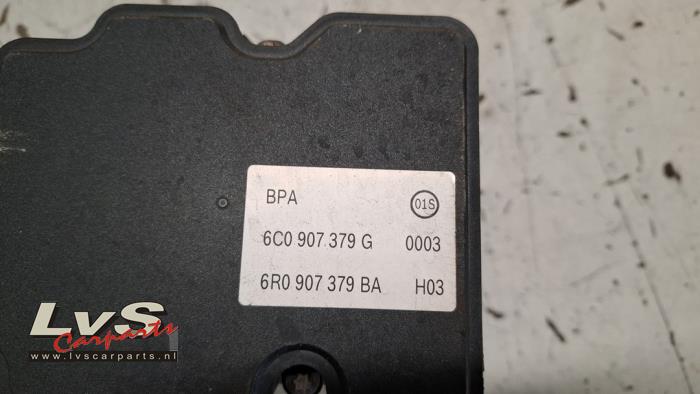 BPA 01S
6C0 907 379 G 0003
6R0 907 379 BA H03
LvS
Carparts
www.lvscarparts.nl